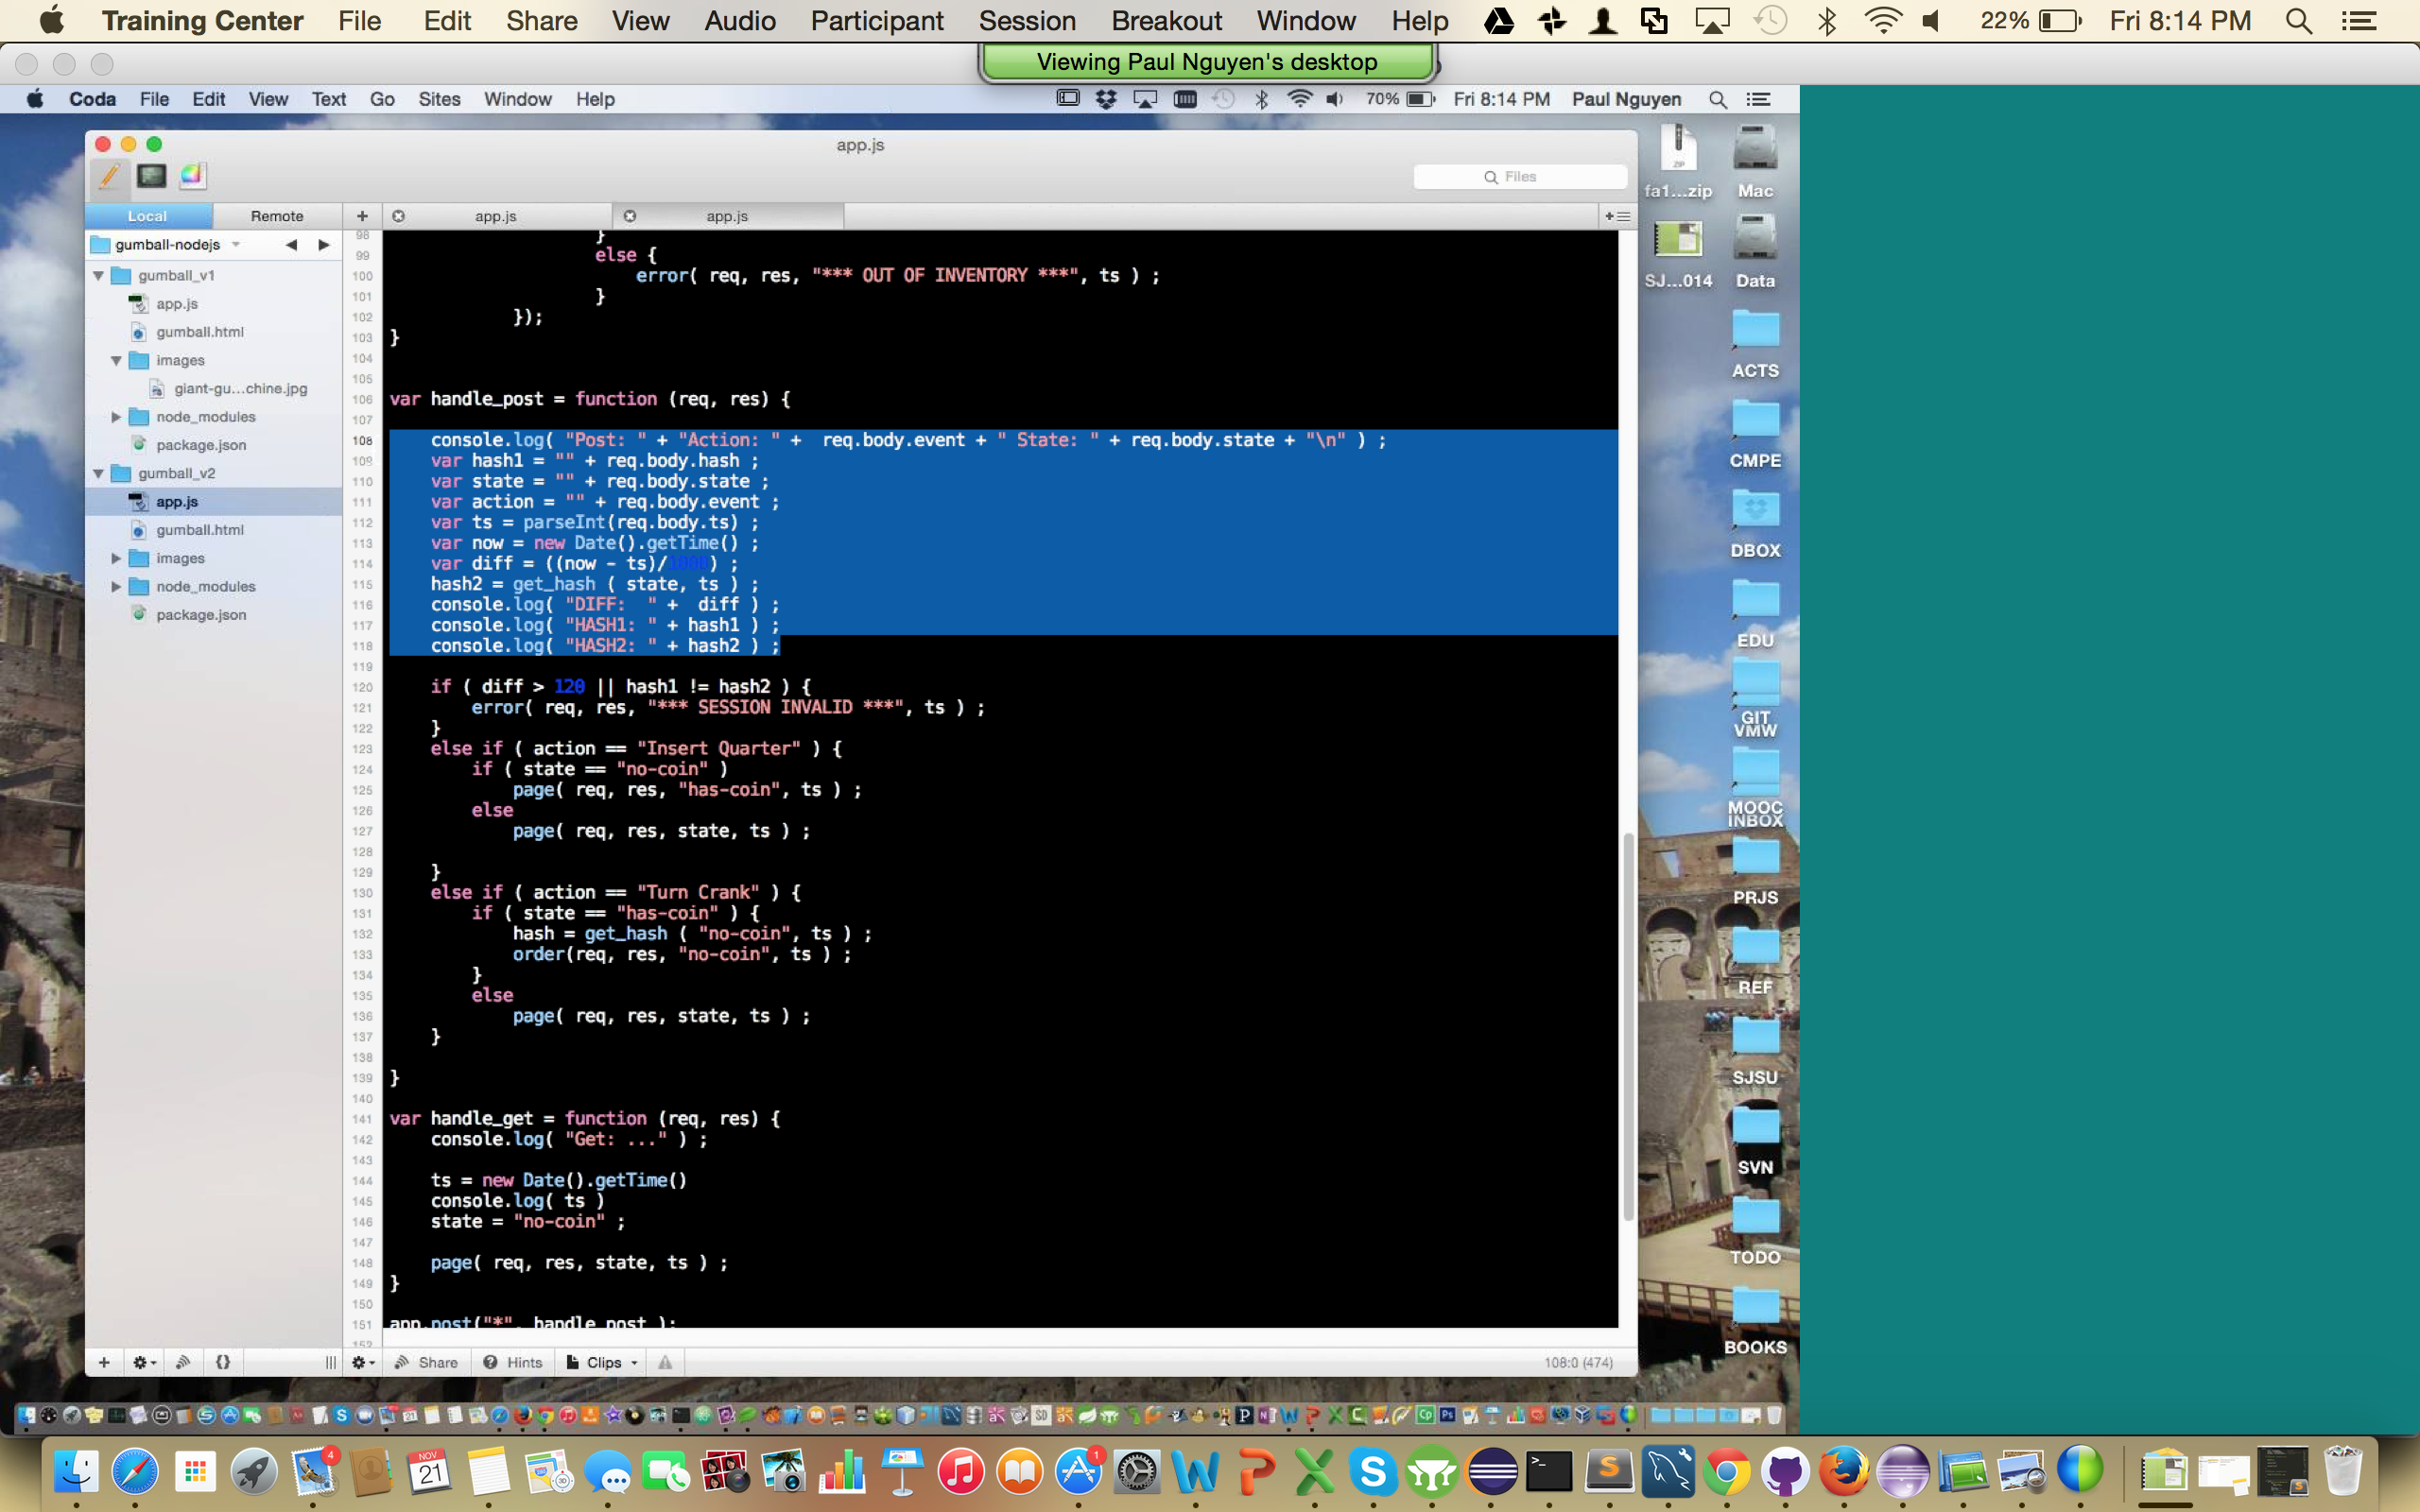 Training Center File Edit Share View Audio Participant Session Breakout Window Help 22% Fri 8:14 PM
Viewing Paul Nguyen's desktop
Coda File Edit View Text Go Sites Window Help 70% Fri 8:14 PM Paul Nguyen
app.js
Files
Local Remote + app.js app.js
gumball-nodejs
gumball_v1
app.js
gumball.html
images
giant-gu...chine.jpg
node_modules
package.json
gumball_v2
app.js
gumball.html
images
node_modules
package.json
98 }
99 else {
100 error( req, res, "*** OUT OF INVENTORY ***", ts ) ;
101 }
102 });
103 }
104
105
106 var handle_post = function (req, res) {
107
108 console.log( "Post: " + "Action: " + req.body.event + " State: " + req.body.state + "\n" ) ;
109 var hash1 = "" + req.body.hash ;
110 var state = "" + req.body.state ;
111 var action = "" + req.body.event ;
112 var ts = parseInt(req.body.ts) ;
113 var now = new Date().getTime() ;
114 var diff = ((now - ts)/1000) ;
115 hash2 = get_hash ( state, ts ) ;
116 console.log( "DIFF: " + diff ) ;
117 console.log( "HASH1: " + hash1 ) ;
118 console.log( "HASH2: " + hash2 ) ;
119
120 if ( diff > 120 || hash1 != hash2 ) {
121 error( req, res, "*** SESSION INVALID ***", ts ) ;
122 }
123 else if ( action == "Insert Quarter" ) {
124 if ( state == "no-coin" )
125 page( req, res, "has-coin", ts ) ;
126 else
127 page( req, res, state, ts ) ;
128
129 }
130 else if ( action == "Turn Crank" ) {
131 if ( state == "has-coin" ) {
132 hash = get_hash ( "no-coin", ts ) ;
133 order(req, res, "no-coin", ts ) ;
134 }
135 else
136 page( req, res, state, ts ) ;
137 }
138
139 }
140
141 var handle_get = function (req, res) {
142 console.log( "Get: ..." ) ;
143
144 ts = new Date().getTime()
145 console.log( ts )
146 state = "no-coin" ;
147
148 page( req, res, state, ts ) ;
149 }
150
151 app.post("*", handle_post );
152
+ {} Share Hints Clips 108:0 (474)
ZIP
fa1...zip Mac
SJ...014 Data
ACTS
CMPE
DBOX
EDU
GIT
VMW
MOOC
INBOX
PRJS
REF
SJSU
SVN
TODO
BOOKS
4
NOV
21
1